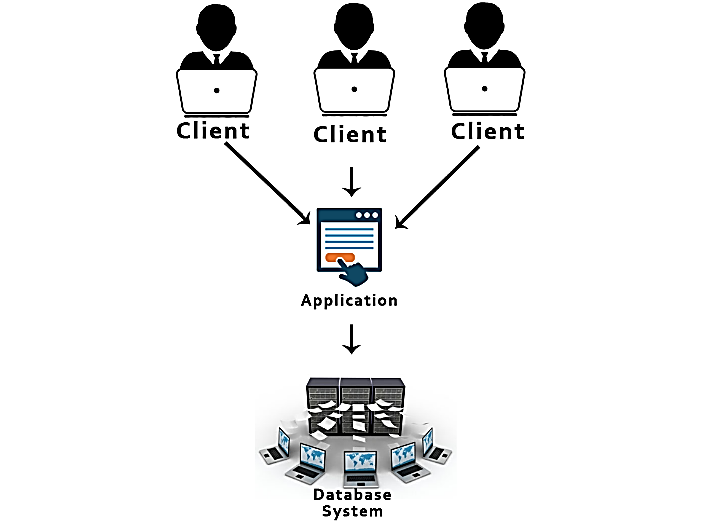 Client
Client
Client
Application
Database
System